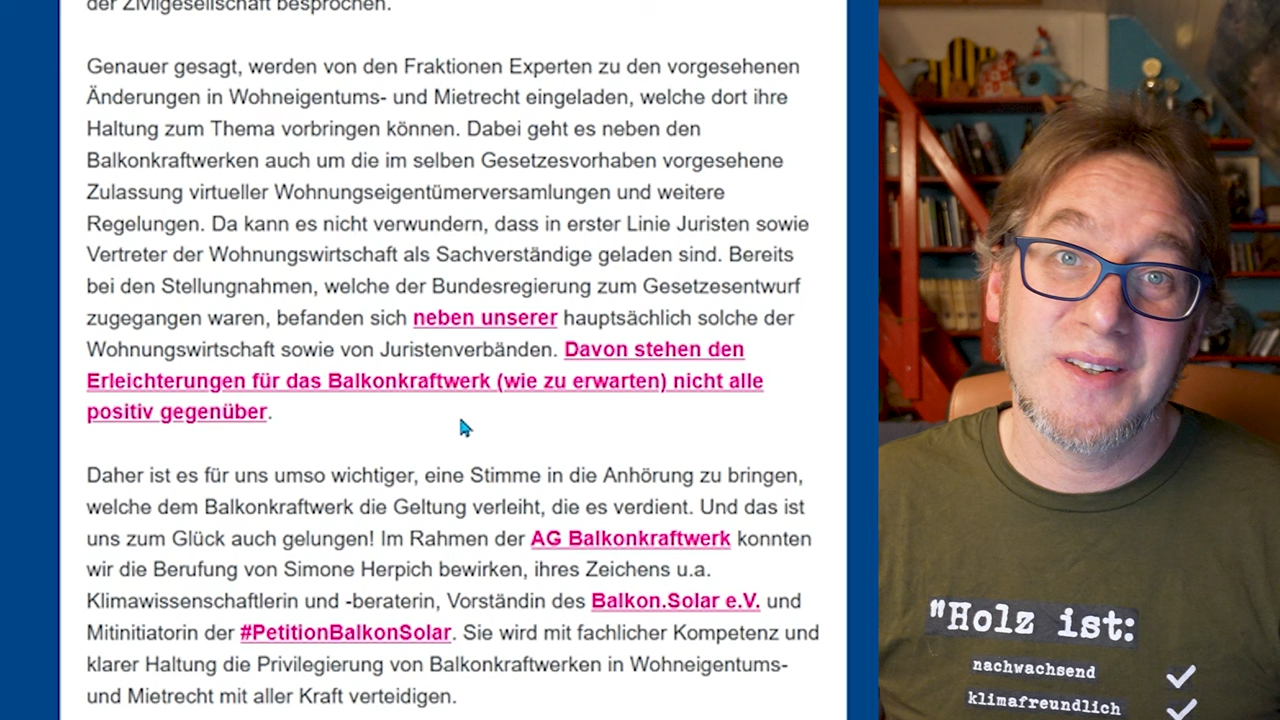 der Zivilgesellschaft besprochen.
Genauer gesagt, werden von den Fraktionen Experten zu den vorgesehenen
Änderungen in Wohneigentums- und Mietrecht eingeladen, welche dort ihre
Haltung zum Thema vorbringen können. Dabei geht es neben den
Balkonkraftwerken auch um die im selben Gesetzesvorhaben vorgesehene
Zulassung virtueller Wohnungseigentümerversamlungen und weitere
Regelungen. Da kann es nicht verwundern, dass in erster Linie Juristen sowie
Vertreter der Wohnungswirtschaft als Sachverständige geladen sind. Bereits
bei den Stellungnahmen, welche der Bundesregierung zum Gesetzesentwurf
zugegangen waren, befanden sich neben unserer hauptsächlich solche der
Wohnungswirtschaft sowie von Juristenverbänden. Davon stehen den
Erleichterungen für das Balkonkraftwerk (wie zu erwarten) nicht alle
positiv gegenüber.
Daher ist es für uns umso wichtiger, eine Stimme in die Anhörung zu bringen,
welche dem Balkonkraftwerk die Geltung verleiht, die es verdient. Und das ist
uns zum Glück auch gelungen! Im Rahmen der AG Balkonkraftwerk konnten
wir die Berufung von Simone Herpich bewirken, ihres Zeichens u.a.
Klimawissenschaftlerin und -beraterin, Vorständin des Balkon.Solar e.V. und
Mitinitiatorin der #PetitionBalkonSolar. Sie wird mit fachlicher Kompetenz und
klarer Haltung die Privilegierung von Balkonkraftwerken in Wohneigentums-
und Mietrecht mit aller Kraft verteidigen.
"Holz ist:
nachwachsend
klimafreundlich